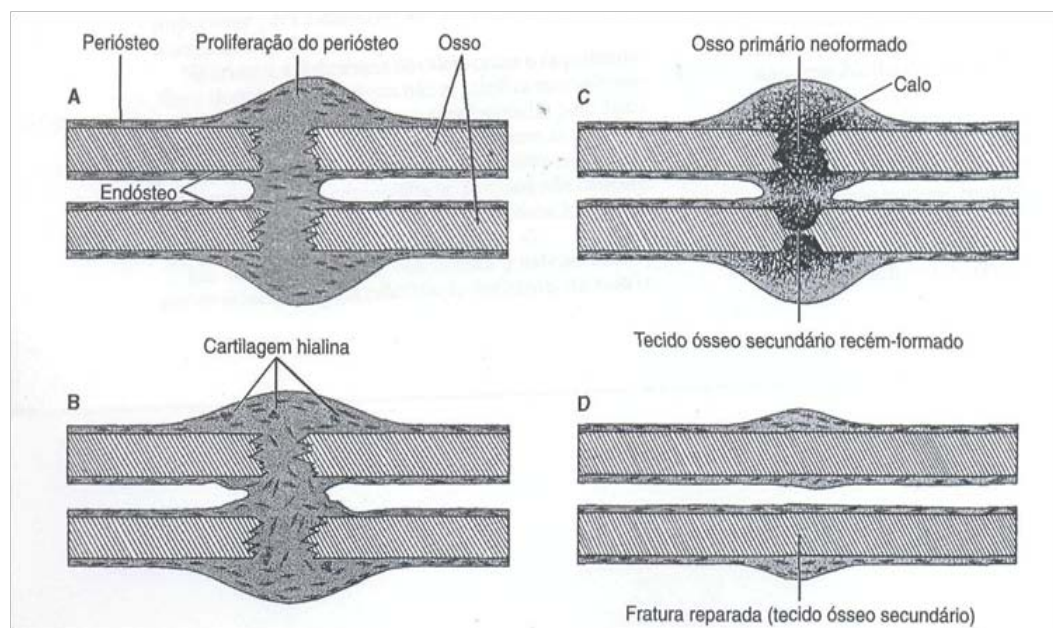 Periósteo
Proliferação do periósteo
Osso
A
Endósteo
Osso primário neoformado
C
Calo
Tecido ósseo secundário recém-formado
Cartilagem hialina
B
D
Fratura reparada (tecido ósseo secundário)